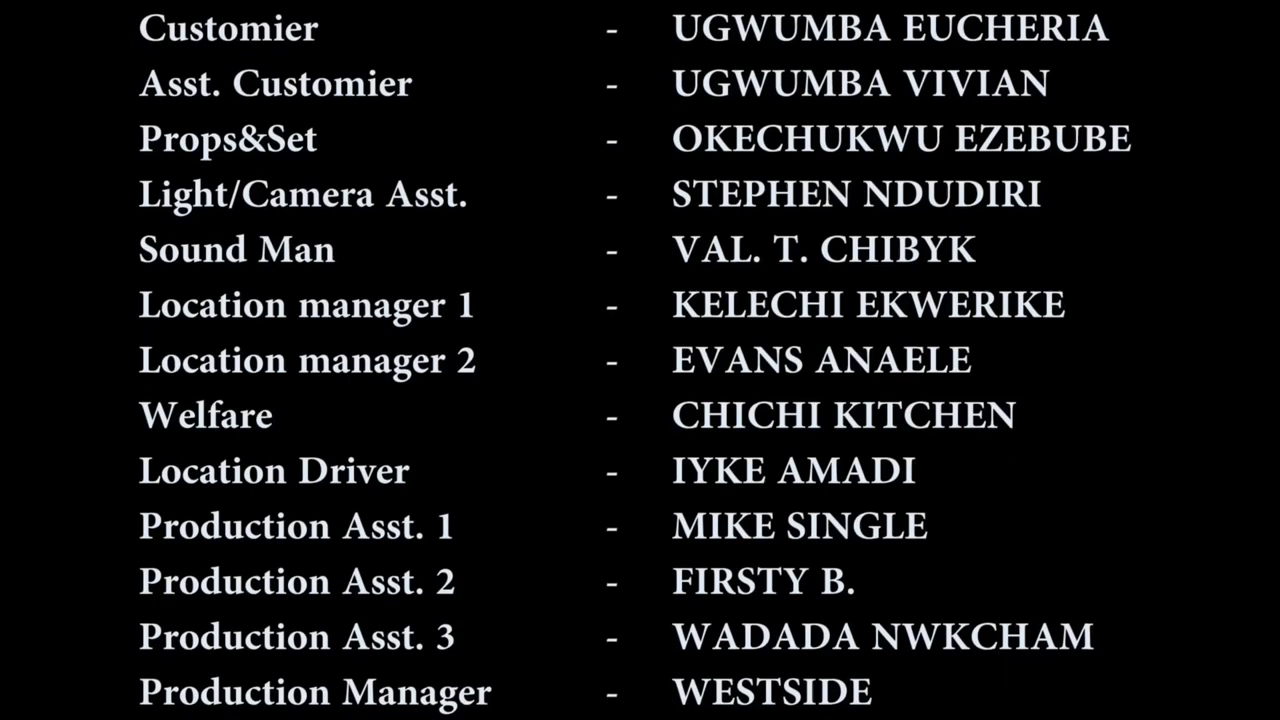 Customier - UGWUMBA EUCHERIA
Asst. Customier - UGWUMBA VIVIAN
Props&Set - OKECHUKWU EZEBUBE
Light/Camera Asst. - STEPHEN NDUDIRI
Sound Man - VAL. T. CHIBYK
Location manager 1 - KELECHI EKWERIKE
Location manager 2 - EVANS ANAELE
Welfare - CHICHI KITCHEN
Location Driver - IYKE AMADI
Production Asst. 1 - MIKE SINGLE
Production Asst. 2 - FIRSTY B.
Production Asst. 3 - WADADA NWKCHAM
Production Manager - WESTSIDE